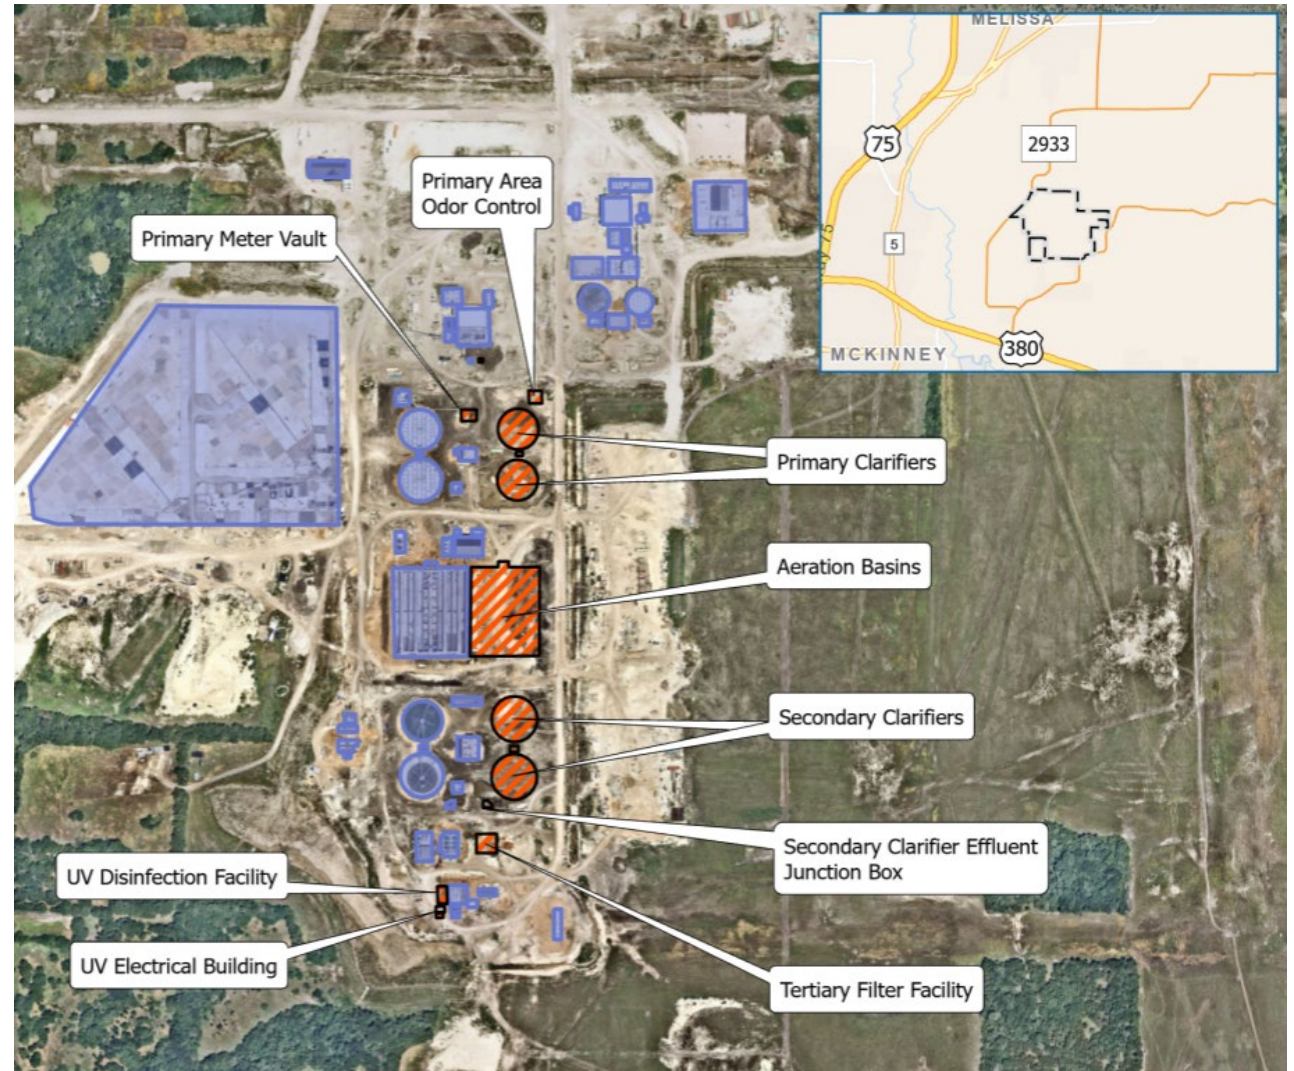 MELISSA
75
2933
5
380
MCKINNEY
Primary Area
Odor Control
Primary Meter Vault
Primary Clarifiers
Aeration Basins
Secondary Clarifiers
Secondary Clarifier Effluent
Junction Box
UV Disinfection Facility
UV Electrical Building
Tertiary Filter Facility